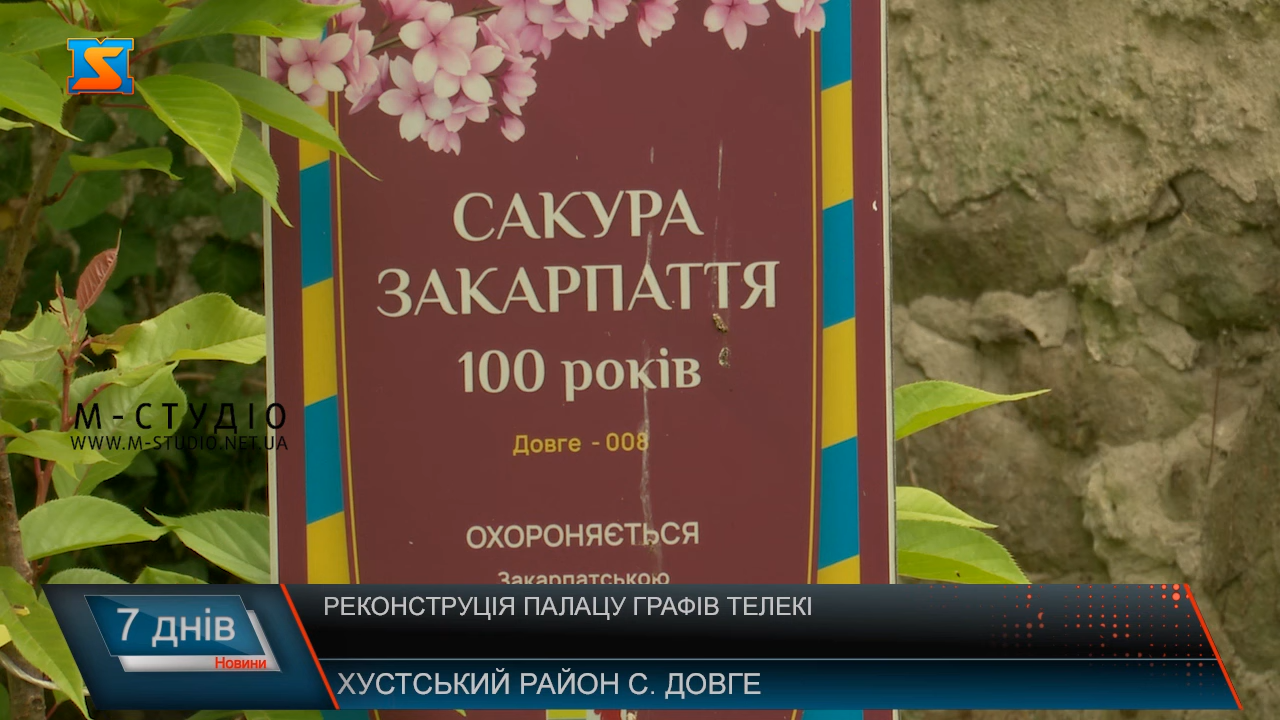 САКУРА
ЗАКАРПАТТЯ
100 років
Довге - 008
ОХОРОНЯЄТЬСЯ
Закарпатською
М-СТУДІО
WWW.M-STUDIO.NET.UA
7 днів
Новини
РЕКОНСТРУЦІЯ ПАЛАЦУ ГРАФІВ ТЕЛЕКІ
ХУСТСЬКИЙ РАЙОН С. ДОВГЕ